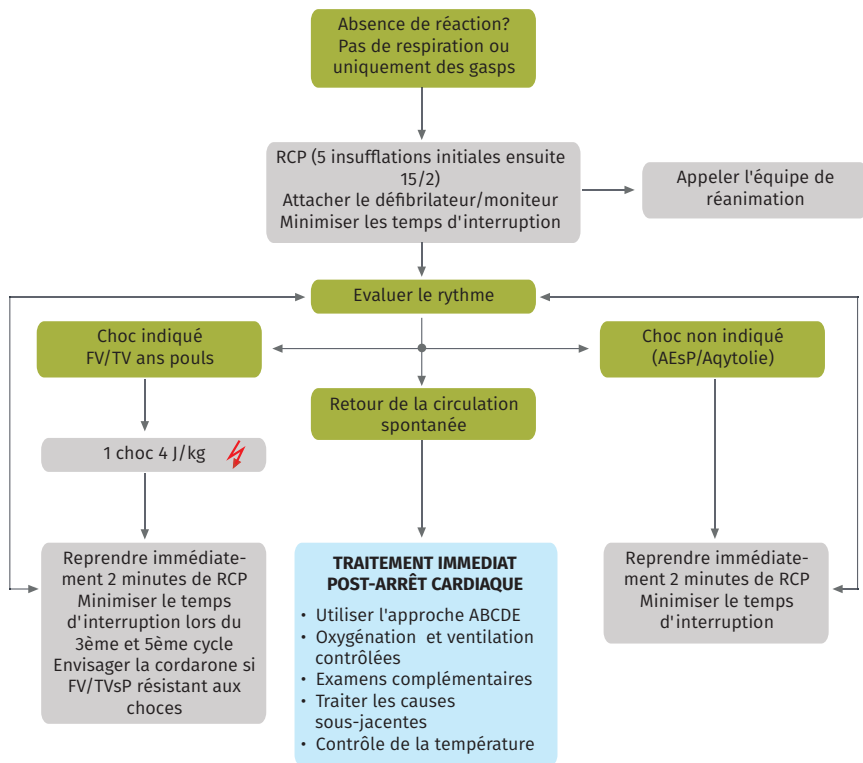 Absence de réaction?
Pas de respiration ou
uniquement des gasps
RCP (5 insufflations initiales ensuite
15/2)
Attacher le défibrilateur/moniteur
Minimiser les temps d'interruption
Appeler l'équipe de
réanimation
Evaluer le rythme
Choc indiqué
FV/TV ans pouls
Choc non indiqué
(AEsP/Aqytolie)
Retour de la circulation
spontanée
1 choc 4 J/kg
Reprendre immédiate-
ment 2 minutes de RCP
Minimiser le temps
d'interruption lors du
3ème et 5ème cycle
Envisager la cordarone si
FV/TVsP résistant aux
choces
TRAITEMENT IMMEDIAT
POST-ARRÊT CARDIAQUE
• Utiliser l'approche ABCDE
• Oxygénation et ventilation
contrôlées
• Examens complémentaires
• Traiter les causes
sous-jacentes
• Contrôle de la température
Reprendre immédiate-
ment 2 minutes de RCP
Minimiser le temps
d'interruption